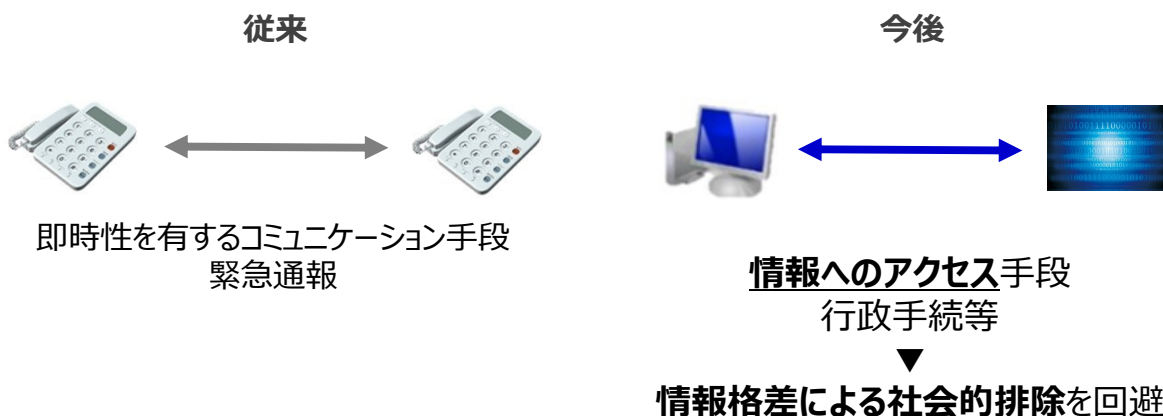 従来
即時性を有するコミュニケーション手段
緊急通報
今後
情報へのアクセス手段
行政手続等
▼
情報格差による社会的排除を回避